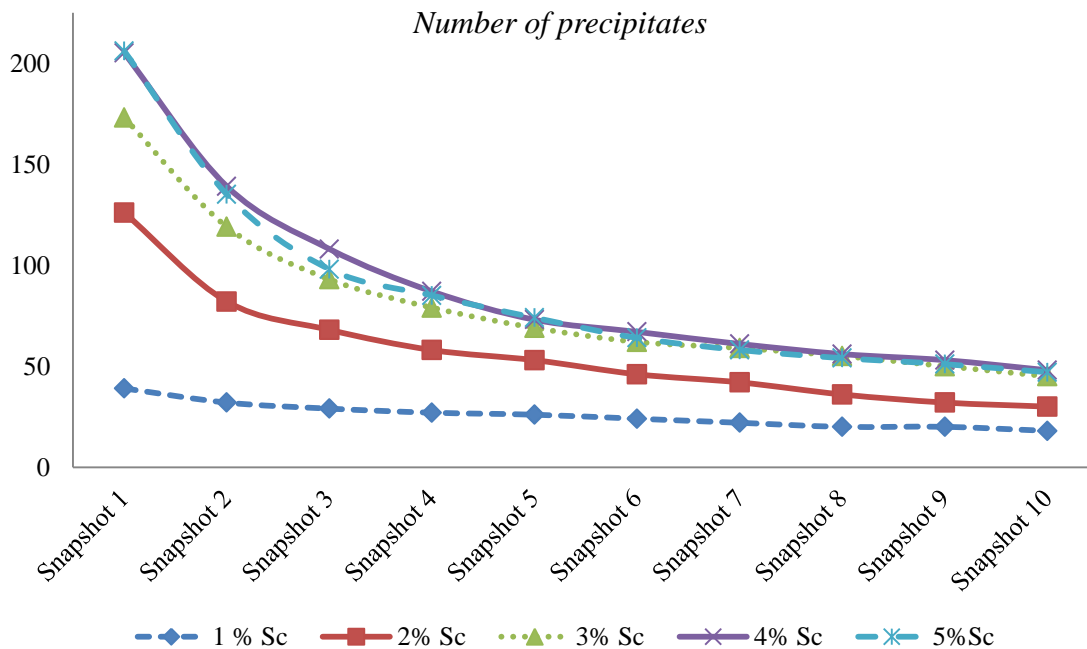 Number of precipitates
200
150
100
50
0
Snapshot 1
Snapshot 2
Snapshot 3
Snapshot 4
Snapshot 5
Snapshot 6
Snapshot 7
Snapshot 8
Snapshot 9
Snapshot 10
1 % Sc 2% Sc 3% Sc 4% Sc 5%Sc